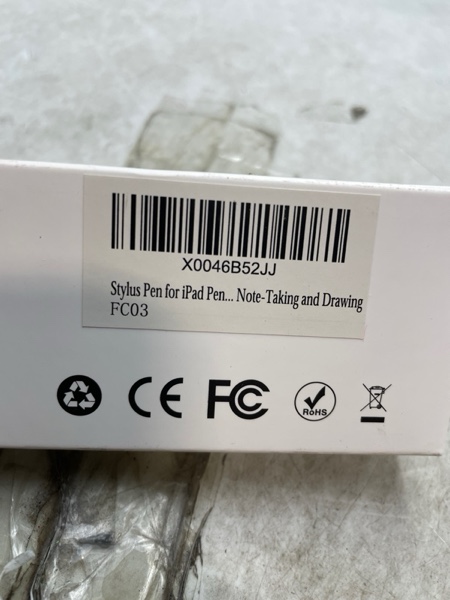 X0046B52JJ
Stylus Pen for iPad Pen... Note-Taking and Drawing
FC03
CE FC RoHS